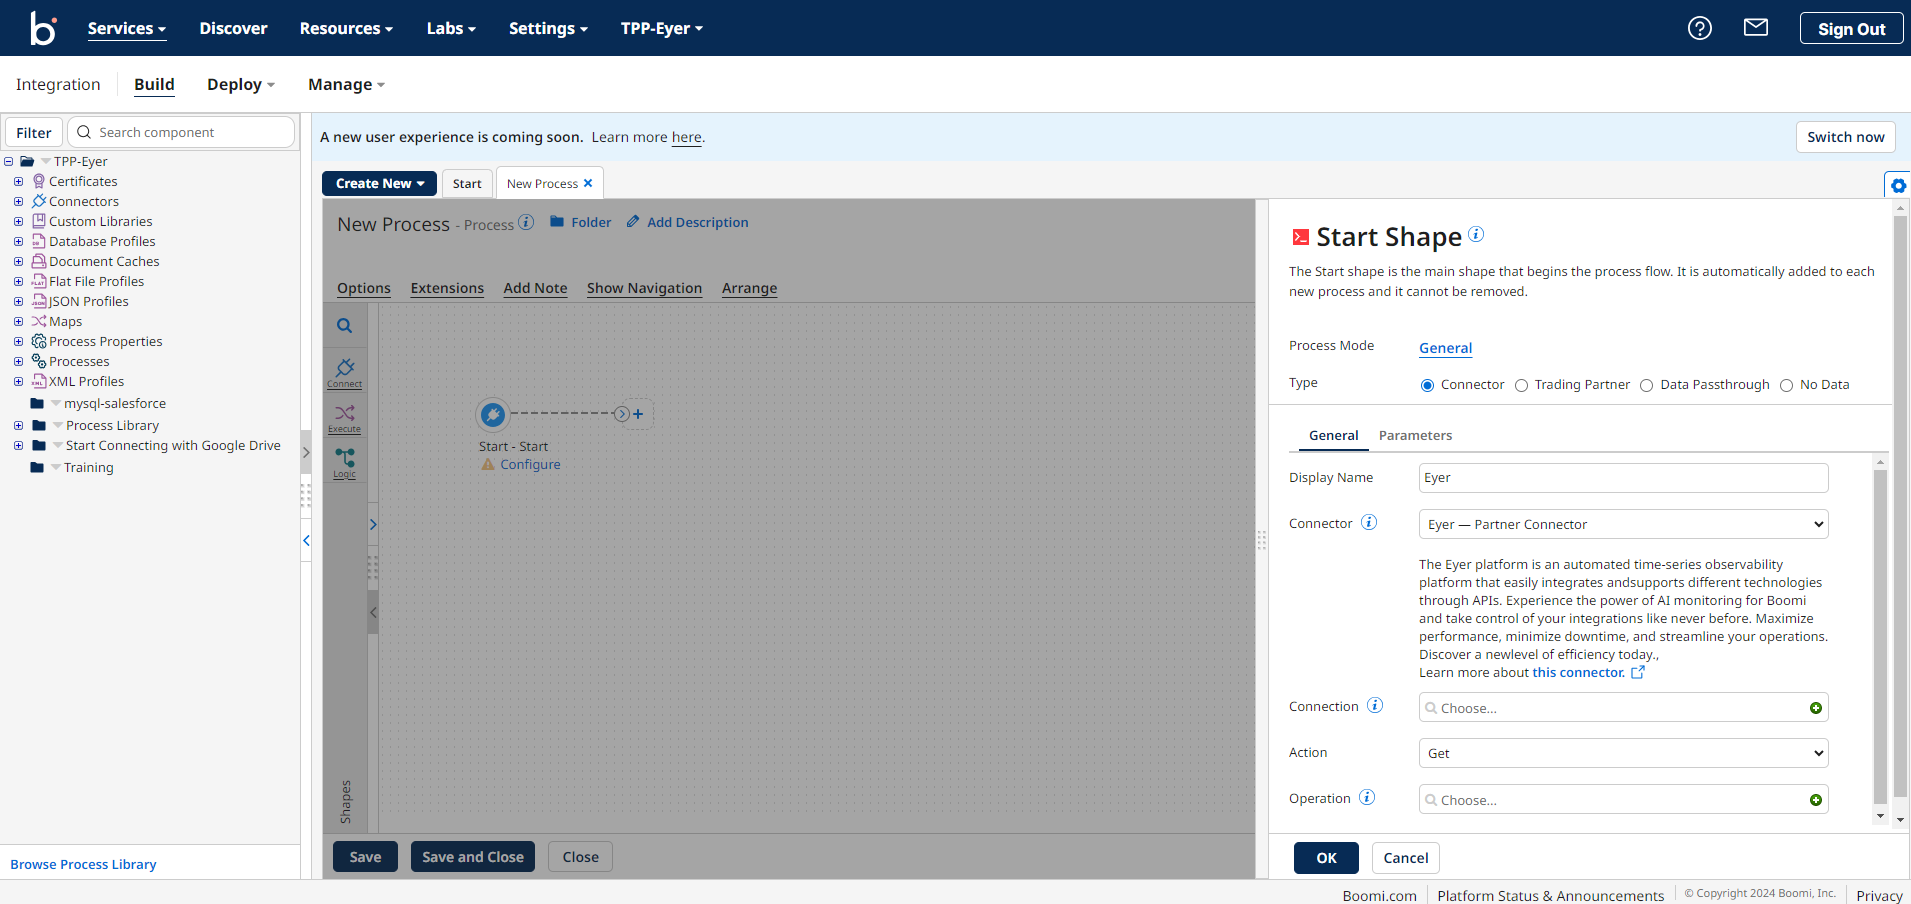 b
Services
Discover
Resources
Labs
Settings
TPP-Eyer
Sign Out
Integration
Build
Deploy
Manage
Filter
Search component
TPP-Eyer
Certificates
Connectors
Custom Libraries
Database Profiles
Document Caches
Flat File Profiles
JSON Profiles
Maps
Process Properties
Processes
XML Profiles
mysql-salesforce
Process Library
Start Connecting with Google Drive
Training
Browse Process Library
A new user experience is coming soon. Learn more here.
Switch now
Create New
Start
New Process
New Process - Process
Folder
Add Description
Options
Extensions
Add Note
Show Navigation
Arrange
Connect
Execute
Logic
Shapes
Start - Start
Configure
Save
Save and Close
Close
Start Shape
The Start shape is the main shape that begins the process flow. It is automatically added to each
new process and it cannot be removed.
Process Mode
General
Type
Connector
Trading Partner
Data Passthrough
No Data
General
Parameters
Display Name
Eyer
Connector
Eyer — Partner Connector
The Eyer platform is an automated time-series observability
platform that easily integrates andsupports different technologies
through APIs. Experience the power of AI monitoring for Boomi
and take control of your integrations like never before. Maximize
performance, minimize downtime, and streamline your operations.
Discover a newlevel of efficiency today.,
Learn more about this connector.
Connection
Choose...
Action
Get
Operation
Choose...
OK
Cancel
Boomi.com
Platform Status & Announcements
© Copyright 2024 Boomi, Inc.
Privacy